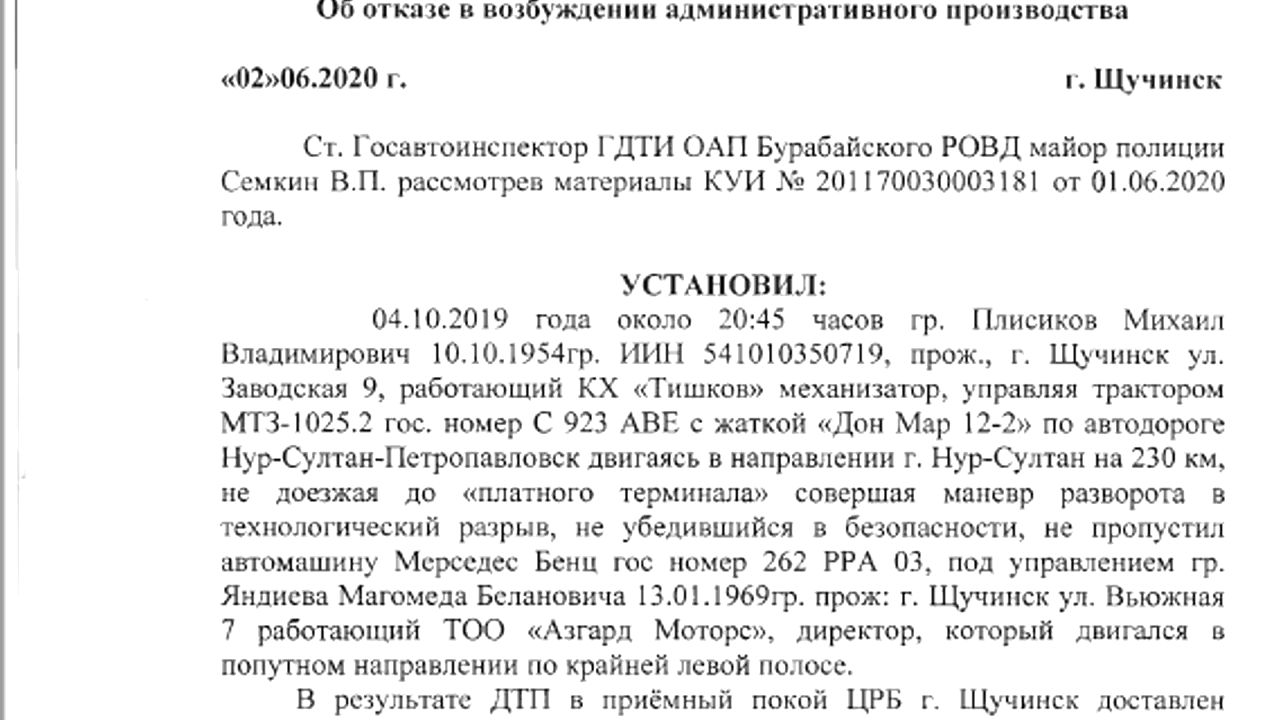 Об отказе в возбуждении административного производства
«02»06.2020 г. г. Щучинск
Ст. Госавтоинспектор ГДТИ ОАП Бурабайского РОВД майор полиции
Семкин В.П. рассмотрев материалы КУИ № 201170030003181 от 01.06.2020
года.
УСТАНОВИЛ:
04.10.2019 года около 20:45 часов гр. Плисиков Михаил
Владимирович 10.10.1954гр. ИИН 541010350719, прож., г. Щучинск ул.
Заводская 9, работающий КХ «Тишков» механизатор, управляя трактором
МТЗ-1025.2 гос. номер С 923 АВЕ с жаткой «Дон Мар 12-2» по автодороге
Нур-Султан-Петропавловск двигаясь в направлении г. Нур-Султан на 230 км,
не доезжая до «платного терминала» совершая маневр разворота в
технологический разрыв, не убедившийся в безопасности, не пропустил
автомашину Мерседес Бенц гос номер 262 РРА 03, под управлением гр.
Яндиева Магомеда Белановича 13.01.1969гр. прож: г. Щучинск ул. Вьюжная
7 работающий ТОО «Азгард Моторс», директор, который двигался в
попутном направлении по крайней левой полосе.
В результате ДТП в приёмный покой ЦРБ г. Щучинск доставлен